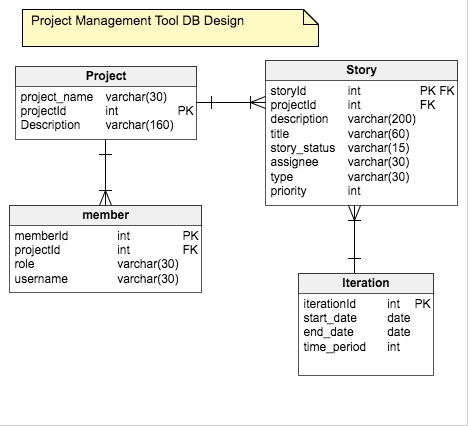 Project Management Tool DB Design
Project
project_name varchar(30)
projectId int PK
Description varchar(160)
Story
storyId int PK FK
projectId int FK
description varchar(200)
title varchar(60)
story_status varchar(15)
assignee varchar(30)
type varchar(30)
priority int
member
memberId int PK
projectId int FK
role varchar(30)
username varchar(30)
Iteration
iterationId int PK
start_date date
end_date date
time_period int